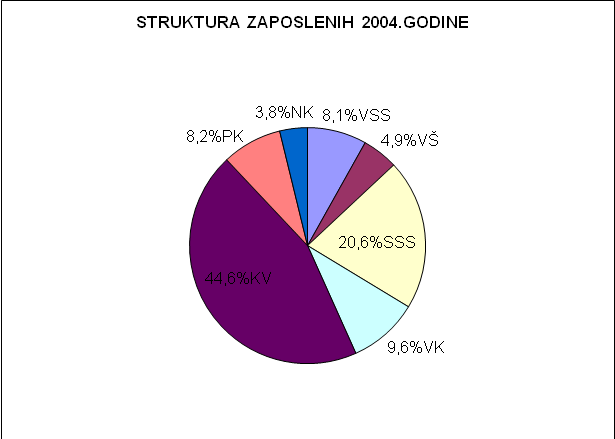 STRUKTURA ZAPOSLENIH 2004.GODINE
3,8%NK
8,1%VSS
8,2%PK
4,9%VŠ
20,6%SSS
44,6%KV
9,6%VK